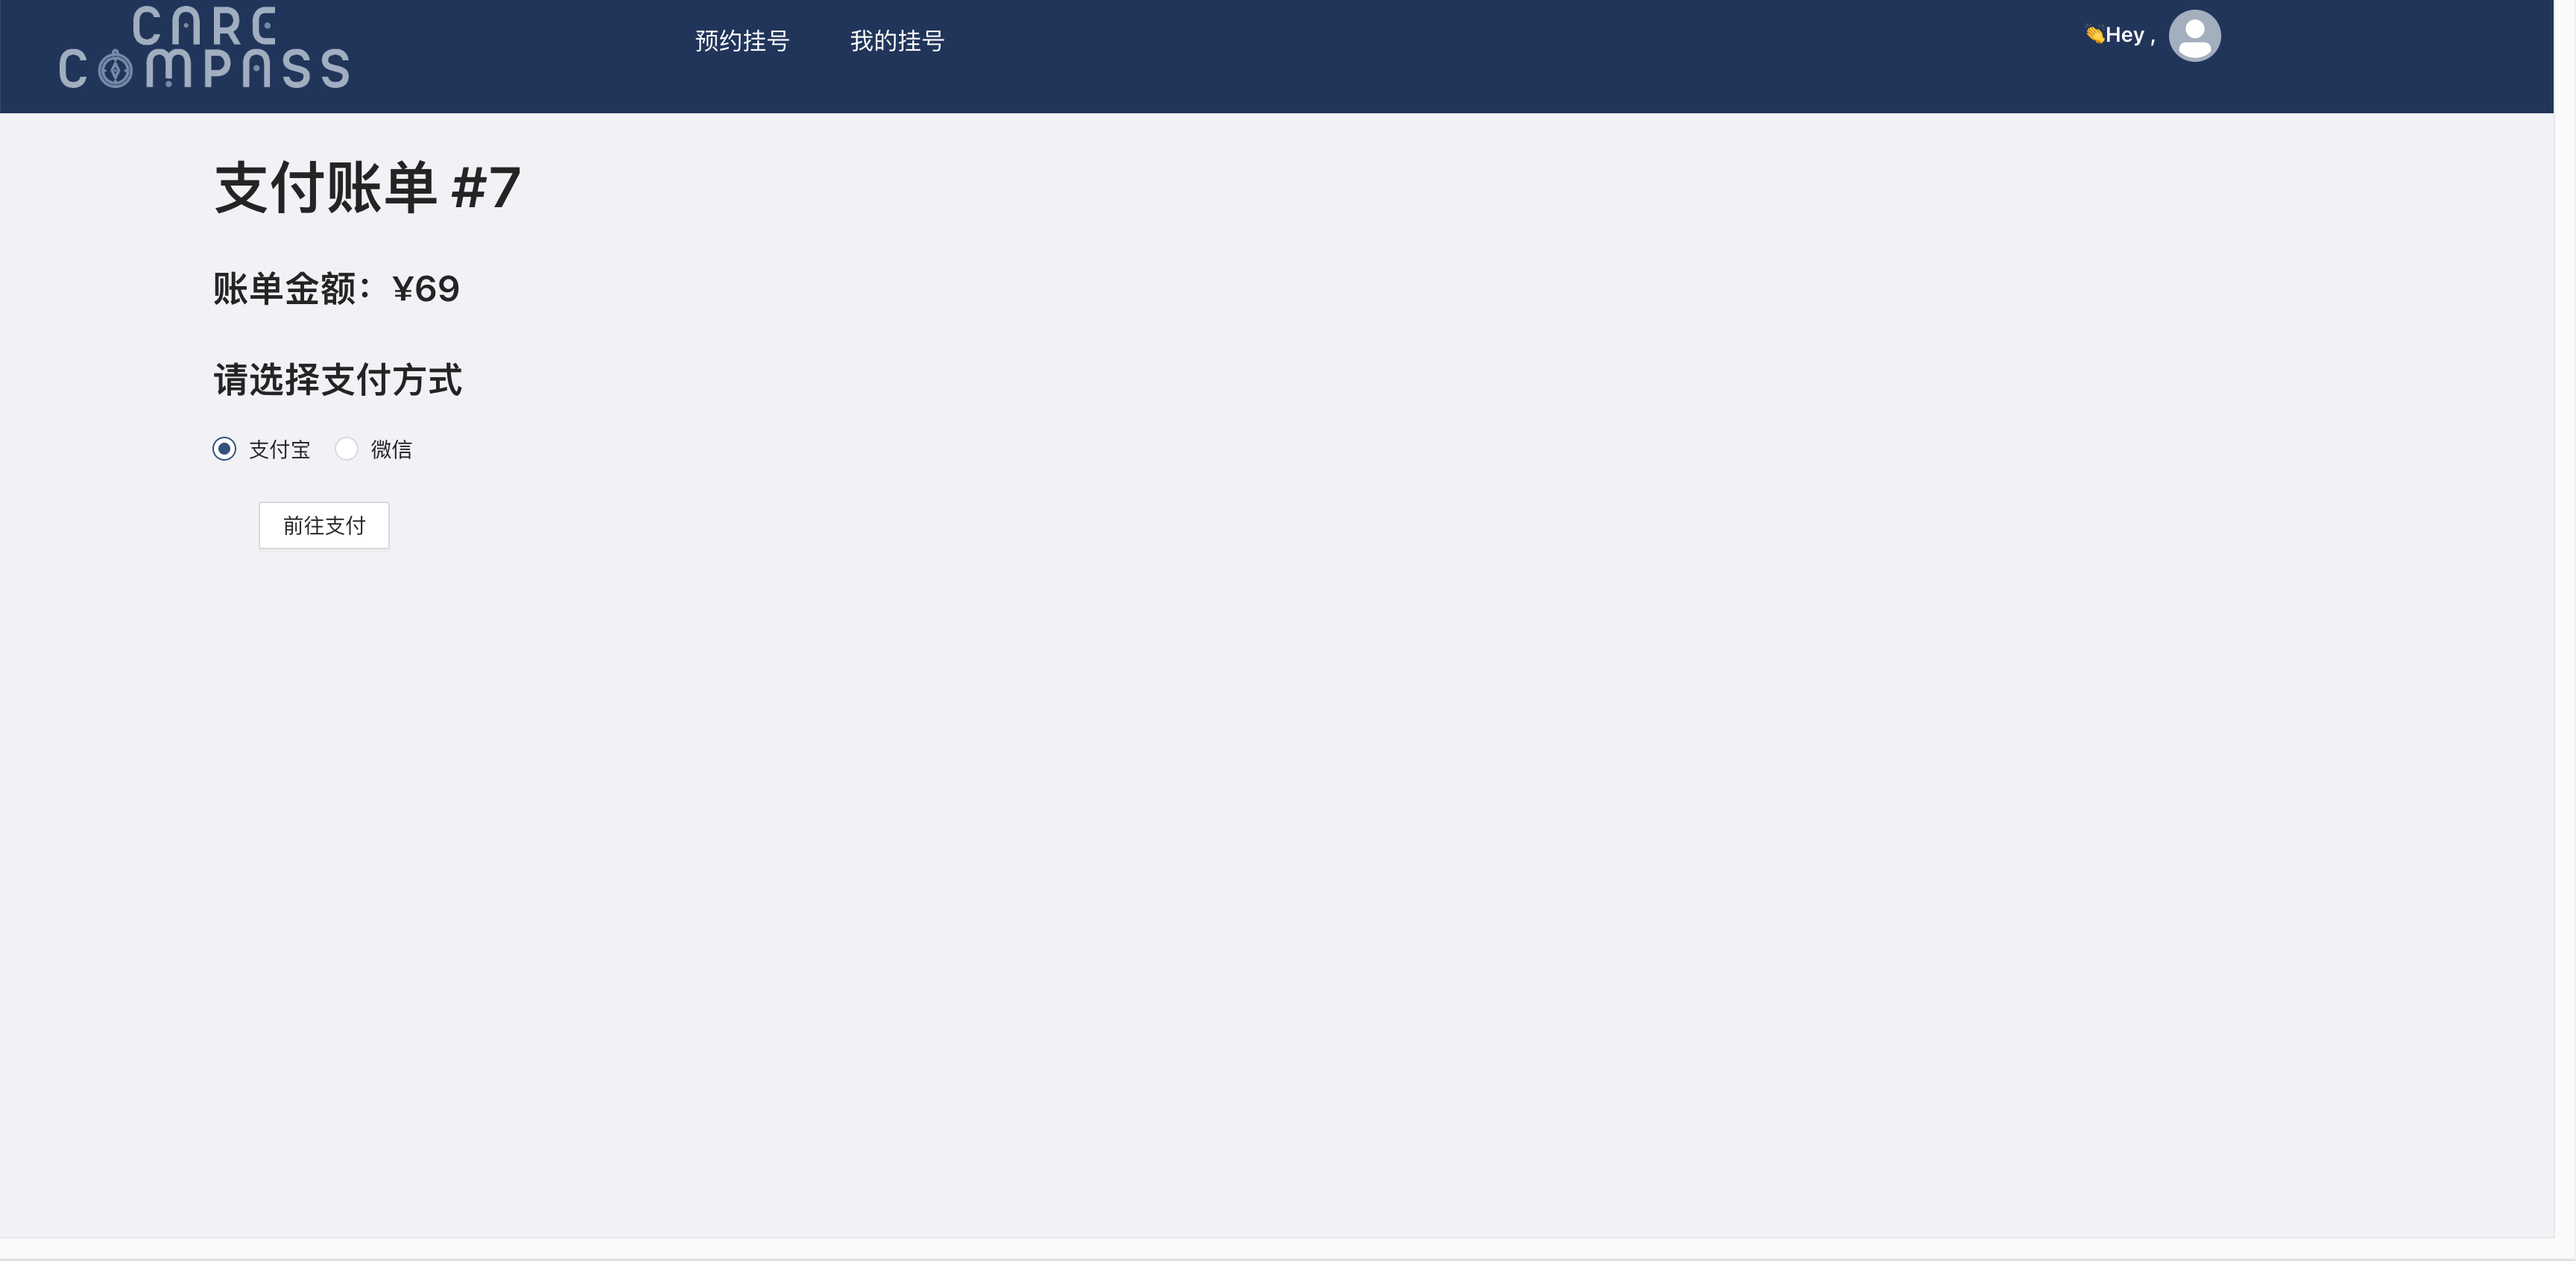 CARE
COMPASS
预约挂号
我的挂号
👏Hey ,
支付账单 #7
账单金额：¥69
请选择支付方式
支付宝 微信
前往支付